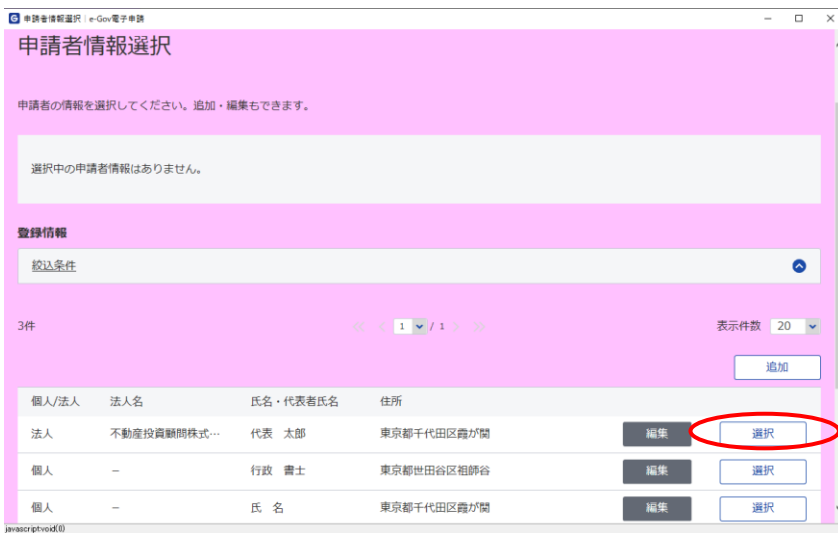 申請者情報選択｜e-Gov電子申請
申請者情報選択
申請者の情報を選択してください。追加・編集もできます。
選択中の申請者情報はありません。
登録情報
絞込条件
3件 1 / 1 表示件数 20
追加
個人/法人 法人名 氏名・代表者氏名 住所
法人 不動産投資顧問株式… 代表 太郎 東京都千代田区霞が関 編集 選択
個人 － 行政 書士 東京都世田谷区祖師谷 編集 選択
個人 － 氏 名 東京都千代田区霞が関 編集 選択
javascript:void(0)